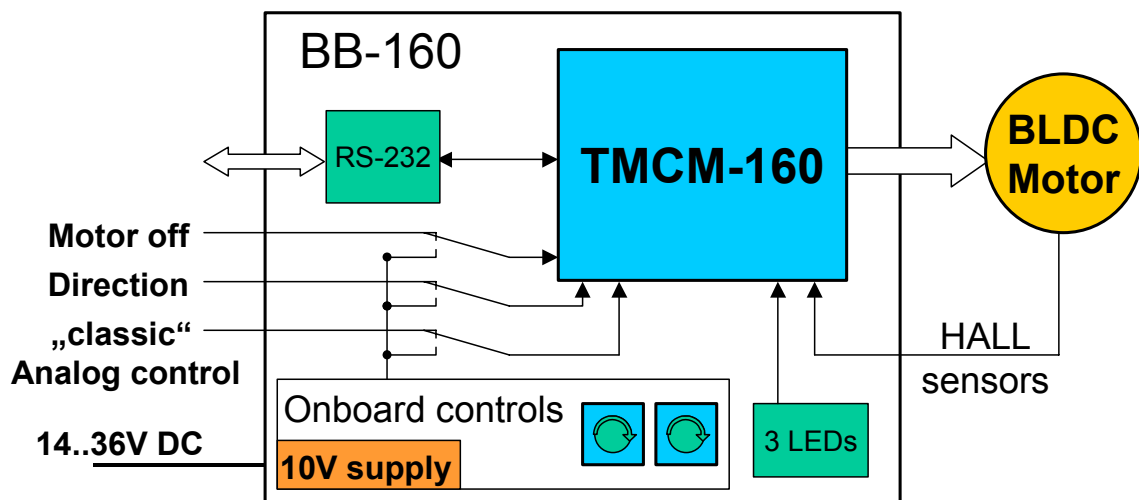 BB-160
RS-232
TMCM-160
BLDC
Motor
Motor off
Direction
„classic“
Analog control
HALL
sensors
Onboard controls
3 LEDs
14..36V DC
10V supply